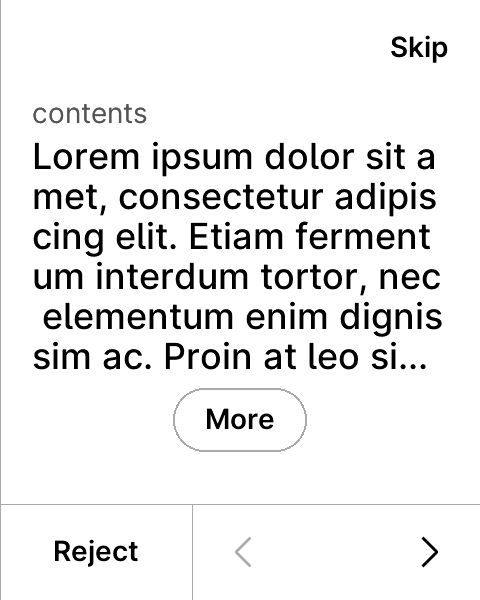 Skip
contents
Lorem ipsum dolor sit a
met, consectetur adipis
cing elit. Etiam ferment
um interdum tortor, nec
 elementum enim dignis
sim ac. Proin at leo si...
More
Reject